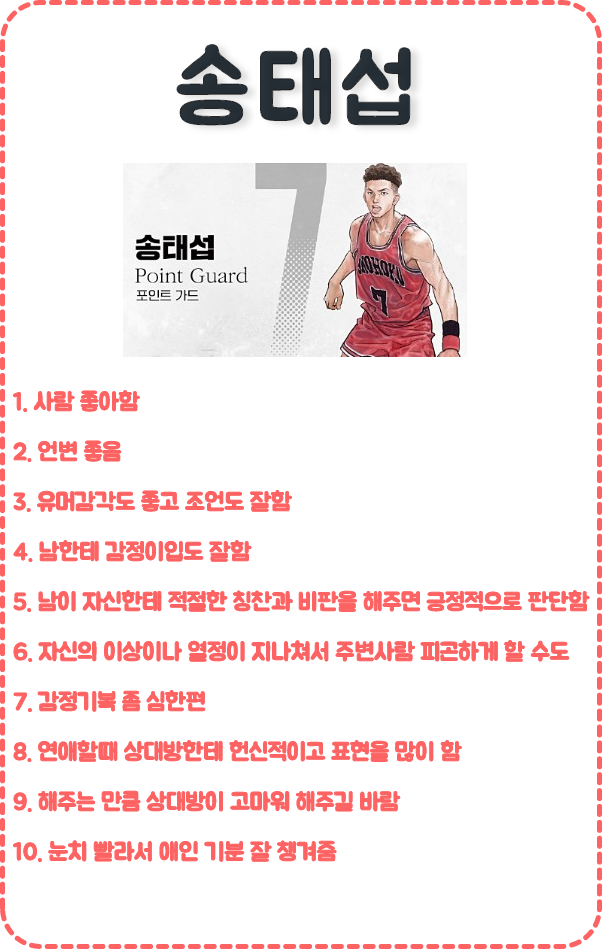 송태섭
7
송태섭
Point Guard
포인트 가드
SHOHOKU
7
1. 사람 좋아함
2. 언변 좋음
3. 유머감각도 좋고 조언도 잘함
4. 남한테 감정이입도 잘함
5. 남이 자신한테 적절한 칭찬과 비판을 해주면 긍정적으로 판단함
6. 자신의 이상이나 열정이 지나쳐서 주변사람 피곤하게 할 수도
7. 감정기복 좀 심한편
8. 연애할때 상대방한테 헌신적이고 표현을 많이 함
9. 해주는 만큼 상대방이 고마워 해주길 바람
10. 눈치 빨라서 애인 기분 잘 챙겨줌